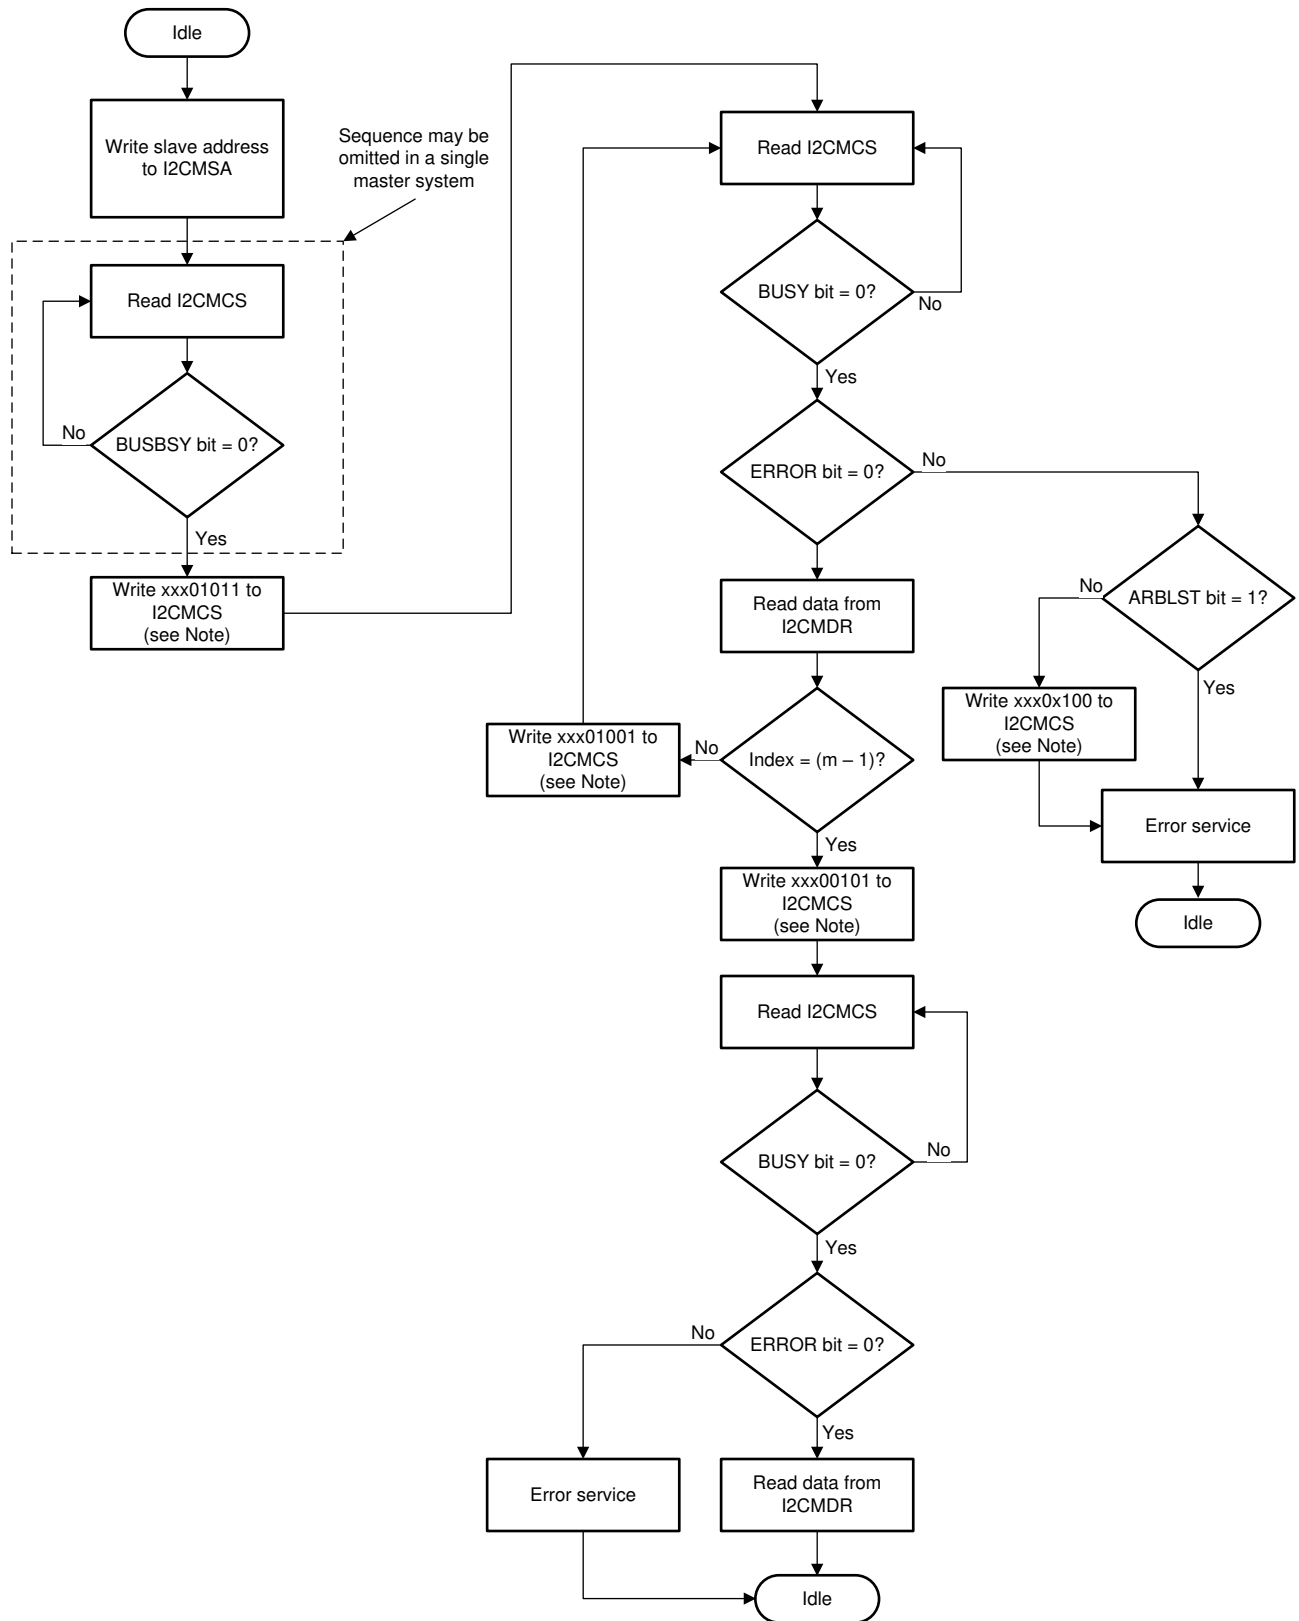 Idle
Write slave address
to I2CMSA
Sequence may be
omitted in a single
master system
Read I2CMCS
BUSBSY bit = 0?
No
Yes
Write xxx01011 to
I2CMCS
(see Note)
Read I2CMCS
BUSY bit = 0?
No
Yes
ERROR bit = 0?
No
ARBLST bit = 1?
No
Yes
Write xxx0x100 to
I2CMCS
(see Note)
Error service
Idle
Read data from
I2CMDR
Index = (m – 1)?
No
Write xxx01001 to
I2CMCS
(see Note)
Yes
Write xxx00101 to
I2CMCS
(see Note)
Read I2CMCS
BUSY bit = 0?
No
Yes
ERROR bit = 0?
No
Yes
Error service
Read data from
I2CMDR
Idle